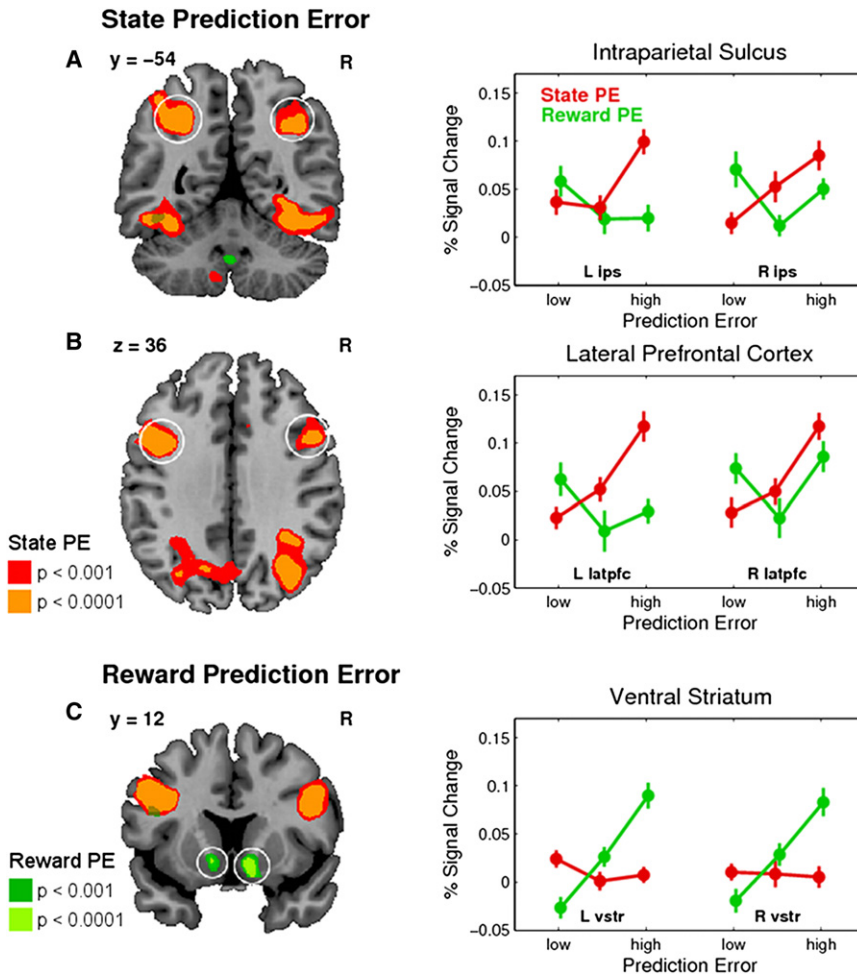 State Prediction Error
A
y = −54
R
Intraparietal Sulcus
State PE
Reward PE
% Signal Change
0.15
0.1
0.05
0
−0.05
L ips
R ips
low
high
low
high
Prediction Error
B
z = 36
R
State PE
p < 0.001
p < 0.0001
Lateral Prefrontal Cortex
% Signal Change
0.15
0.1
0.05
0
−0.05
L latpfc
R latpfc
low
high
low
high
Prediction Error
Reward Prediction Error
C
y = 12
R
Reward PE
p < 0.001
p < 0.0001
Ventral Striatum
% Signal Change
0.15
0.1
0.05
0
−0.05
L vstr
R vstr
low
high
low
high
Prediction Error